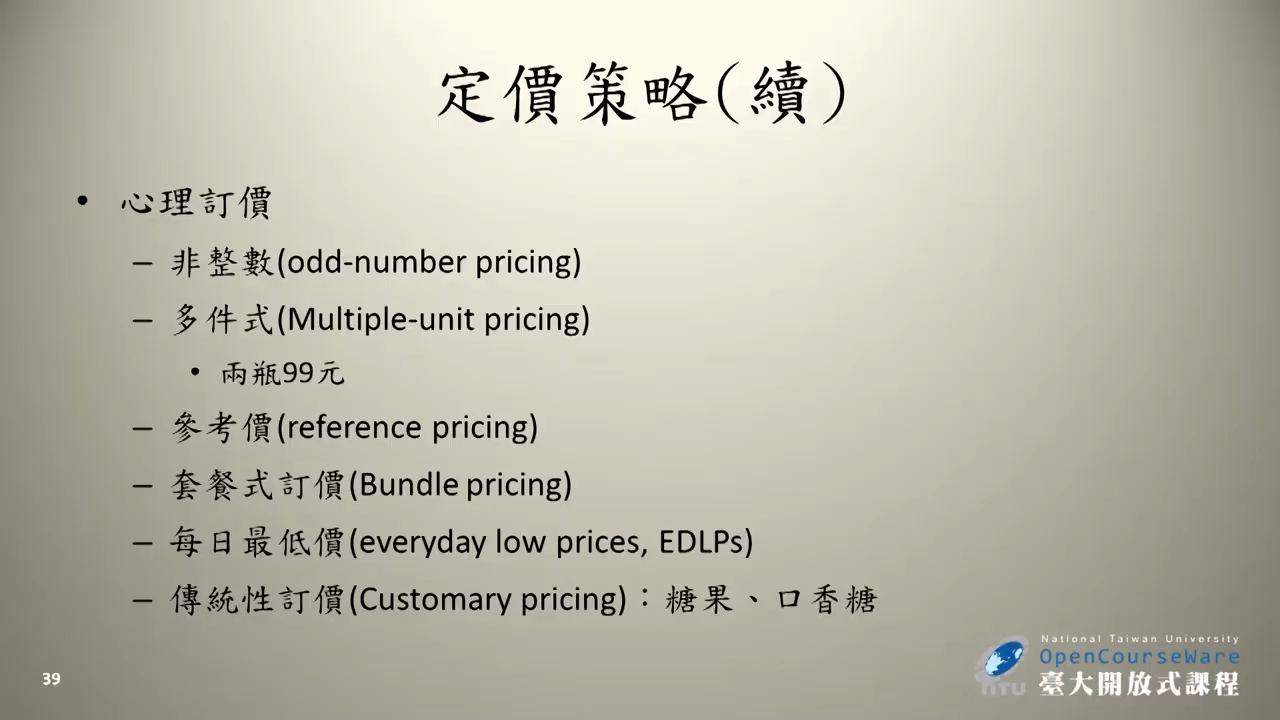 定價策略(續)
• 心理訂價
– 非整數(odd-number pricing)
– 多件式(Multiple-unit pricing)
• 兩瓶99元
– 參考價(reference pricing)
– 套餐式訂價(Bundle pricing)
– 每日最低價(everyday low prices, EDLPs)
– 傳統性訂價(Customary pricing)：糖果、口香糖
39
National Taiwan University
OpenCourseWare
NTU 臺大開放式課程